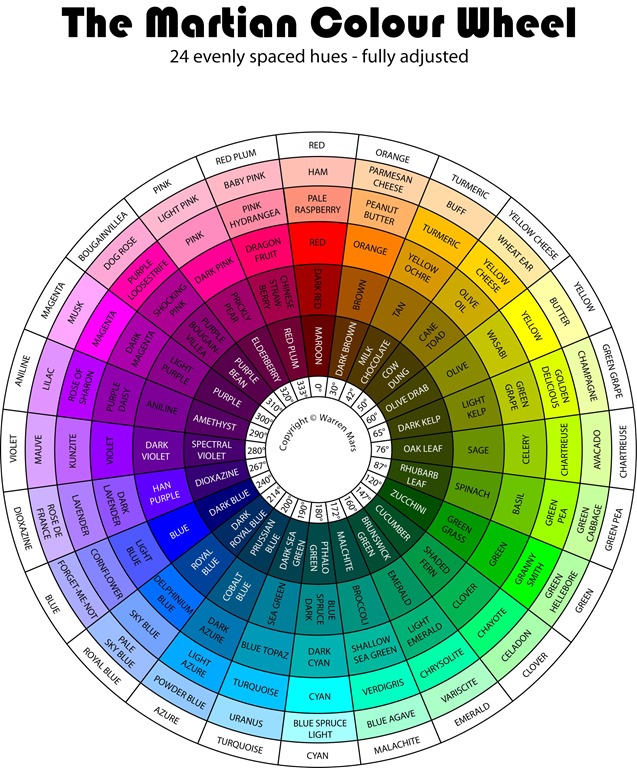 The Martian Colour Wheel
24 evenly spaced hues - fully adjusted
RED
ORANGE
TURMERIC
YELLOW CHEESE
YELLOW
GREEN GRAPE
CHARTREUSE
GREEN PEA
GREEN
CLOVER
EMERALD
MALACHITE
CYAN
TURQUOISE
AZURE
ROYAL BLUE
BLUE
DIOXAZINE
VIOLET
ANILINE
MAGENTA
BOUGAINVILLEA
PINK
RED PLUM
HAM
PARMESAN
CHEESE
BUFF
WHEAT EAR
BUTTER
CHAMPAGNE
AVACADO
GREEN
CABBAGE
GREEN
HELLEBORE
CELADON
VARISCITE
BLUE AGAVE
BLUE SPRUCE
LIGHT
URANUS
POWDER BLUE
PALE
SKY BLUE
FORGET-ME-NOT
ROSE DE
FRANCE
MAUVE
LILAC
MUSK
DOG ROSE
LIGHT PINK
BABY PINK
PALE
RASPBERRY
PEANUT
BUTTER
TURMERIC
YELLOW
CHEESE
YELLOW
GOLDEN
DELICIOUS
CHARTREUSE
GREEN
PEA
GRANNY
SMITH
CHAYOTE
CHRYSOLITE
VERDIGRIS
CYAN
TURQUOISE
LIGHT
AZURE
SKY BLUE
CORNFLOWER
LAVENDER
KUNZITE
ROSE OF
SHARON
MAGENTA
PURPLE
LOOSESTRIFE
PINK
PINK
HYDRANGEA
RED
ORANGE
YELLOW
OCHRE
OLIVE
OIL
WASABI
GREEN
GRAPE
CELERY
BASIL
GREEN
CLOVER
LIGHT
EMERALD
SHALLOW
SEA GREEN
DARK
CYAN
BLUE TOPAZ
DARK
AZURE
DELPHINIUM
BLUE
LIGHT
BLUE
DARK
LAVENDER
VIOLET
PURPLE
DAISY
DARK
MAGENTA
SHOCKING
PINK
DARK PINK
DRAGON
FRUIT
DARK RED
BROWN
TAN
CANE
TOAD
OLIVE
LIGHT
KELP
SAGE
SPINACH
GREEN
GRASS
SHADED
FERN
EMERALD
BROCCOLI
BLUE
SPRUCE
DARK
SEA GREEN
COBALT
BLUE
ROYAL
BLUE
BLUE
HAN
PURPLE
DARK
VIOLET
ANILINE
LIGHT
PURPLE
PURPLE
BOUGAIN
VILLEA
PRICKLY
PEAR
CHINESE
STRAW
BERRY
MAROON
DARK BROWN
MILK
CHOCOLATE
COW
DUNG
OLIVE DRAB
DARK KELP
OAK LEAF
RHUBARB
LEAF
ZUCCHINI
CUCUMBER
BRUNSWICK
GREEN
MALCHITE
PTHALO
GREEN
DARK SEA
GREEN
PRUSSIAN
BLUE
DARK
ROYAL BLUE
DARK BLUE
DIOXAZINE
SPECTRAL
VIOLET
AMETHYST
PURPLE
PURPLE
BEAN
ELDERBERRY
RED PLUM
0°
30°
42°
50°
60°
65°
76°
87°
120°
147°
160°
172°
180°
190°
200°
214°
240°
267°
280°
290°
300°
310°
320°
333°
Copyright © Warren Mars